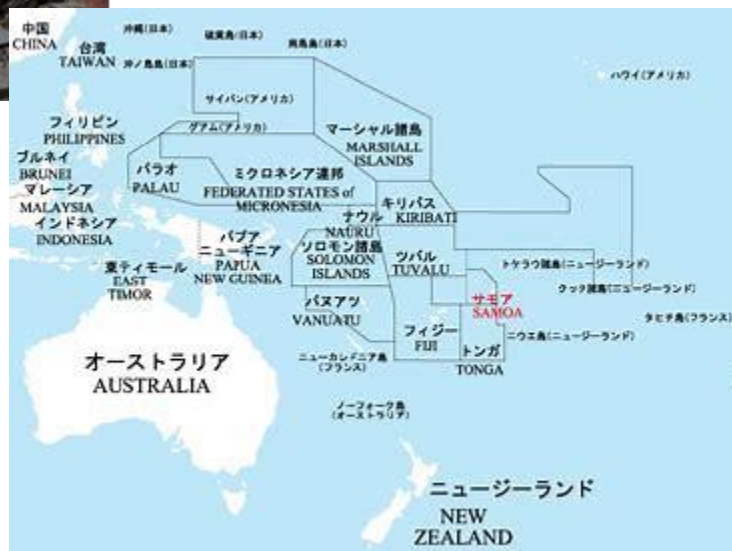 中国
CHINA
沖縄(日本)
硫黄島(日本)
南鳥島(日本)
台湾
TAIWAN
沖ノ鳥島(日本)
ハワイ(アメリカ)
サイパン(アメリカ)
フィリピン
PHILIPPINES
グアム(アメリカ)
マーシャル諸島
MARSHALL
ISLANDS
ブルネイ
BRUNEI
パラオ
PALAU
ミクロネシア連邦
FEDERATED STATES of
MICRONESIA
マレーシア
MALAYSIA
キリバス
KIRIBATI
ナウル
NAURU
インドネシア
INDONESIA
パプア
ニューギニア
PAPUA
NEW GUINEA
ソロモン諸島
SOLOMON
ISLANDS
ツバル
TUVALU
トケラウ諸島(ニュージーランド)
東ティモール
EAST
TIMOR
サモア
SAMOA
クック諸島(ニュージーランド)
バヌアツ
VANUATU
タヒチ島(フランス)
フィジー
FIJI
ニウエ島(ニュージーランド)
トンガ
TONGA
オーストラリア
AUSTRALIA
ニューカレドニア島
(フランス)
ノーフォーク島
(オーストラリア)
ニュージーランド
NEW
ZEALAND